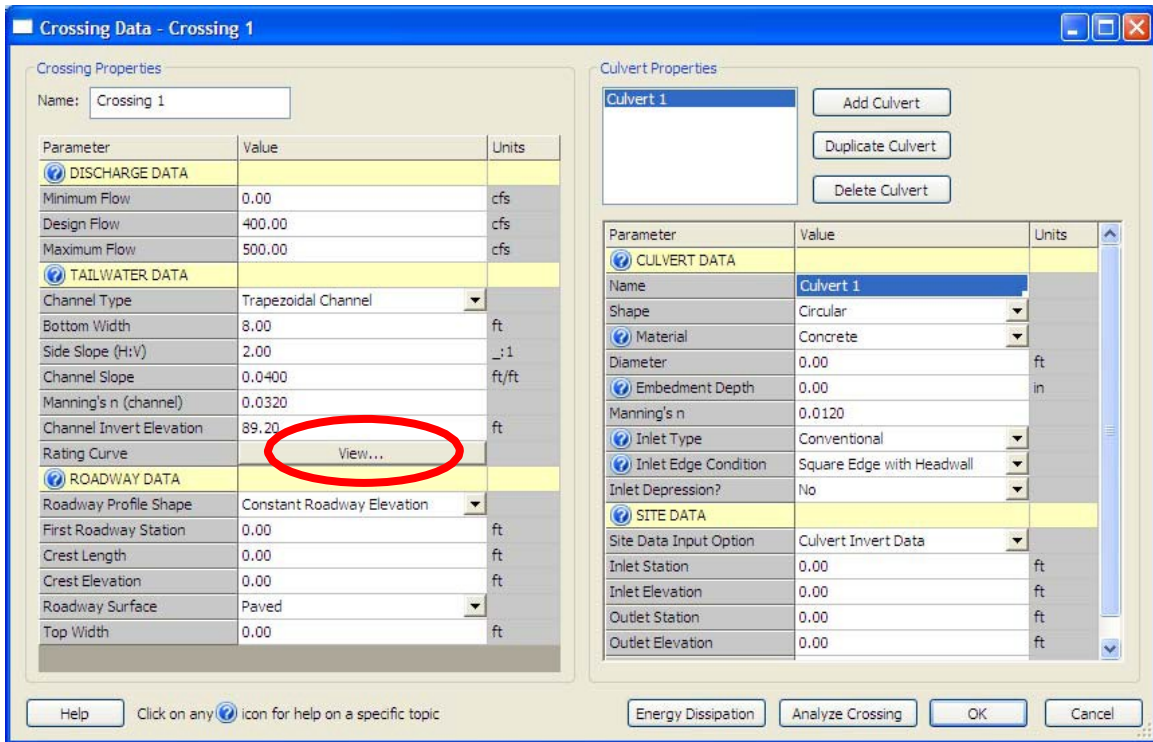 Crossing Data - Crossing 1
Crossing Properties
Name: Crossing 1
Parameter Value Units
DISCHARGE DATA
Minimum Flow 0.00 cfs
Design Flow 400.00 cfs
Maximum Flow 500.00 cfs
TAILWATER DATA
Channel Type Trapezoidal Channel
Bottom Width 8.00 ft
Side Slope (H:V) 2.00 _:1
Channel Slope 0.0400 ft/ft
Manning's n (channel) 0.0320
Channel Invert Elevation 89.20 ft
Rating Curve View...
ROADWAY DATA
Roadway Profile Shape Constant Roadway Elevation
First Roadway Station 0.00 ft
Crest Length 0.00 ft
Crest Elevation 0.00 ft
Roadway Surface Paved
Top Width 0.00 ft
Culvert Properties
Culvert 1
Add Culvert
Duplicate Culvert
Delete Culvert
Parameter Value Units
CULVERT DATA
Name Culvert 1
Shape Circular
Material Concrete
Diameter 0.00 ft
Embedment Depth 0.00 in
Manning's n 0.0120
Inlet Type Conventional
Inlet Edge Condition Square Edge with Headwall
Inlet Depression? No
SITE DATA
Site Data Input Option Culvert Invert Data
Inlet Station 0.00 ft
Inlet Elevation 0.00 ft
Outlet Station 0.00 ft
Outlet Elevation 0.00 ft
Help Click on any ? icon for help on a specific topic
Energy Dissipation Analyze Crossing OK Cancel